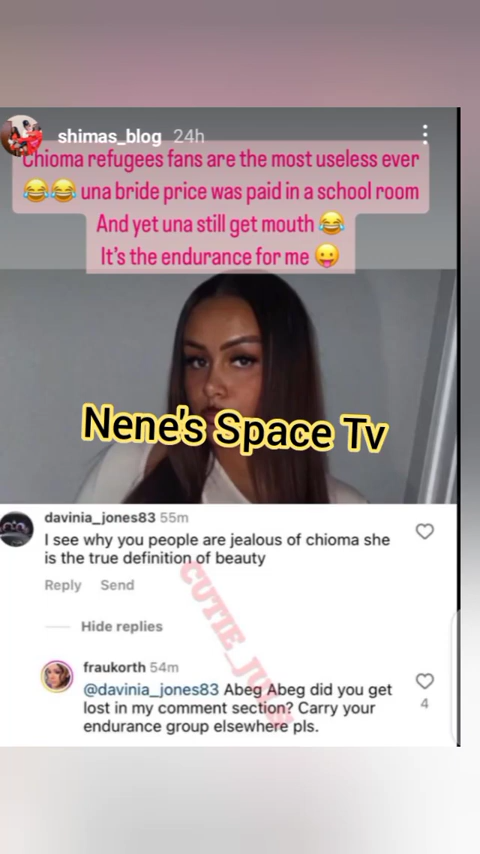 shimas_blog 24h
Chioma refugees fans are the most useless ever
😂😂 una bride price was paid in a school room
And yet una still get mouth 😂
It's the endurance for me 😛
Nene's Space Tv
davinia_jones83 55m
I see why you people are jealous of chioma she
is the true definition of beauty
Reply Send
Hide replies
CUTIE_JULS
fraukorth 54m
@davinia_jones83 Abeg Abeg did you get
lost in my comment section? Carry your
endurance group elsewhere pls.
4